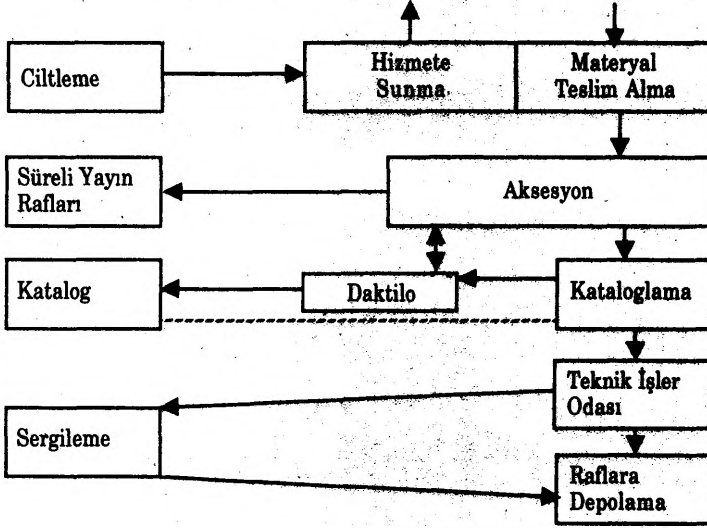 Ciltleme
Hizmete
Sunma
Materyal
Teslim Alma
Süreli Yayın
Rafları
Aksesyon
Katalog
Daktilo
Kataloglama
Teknik İşler
Odası
Sergileme
Raflara
Depolama